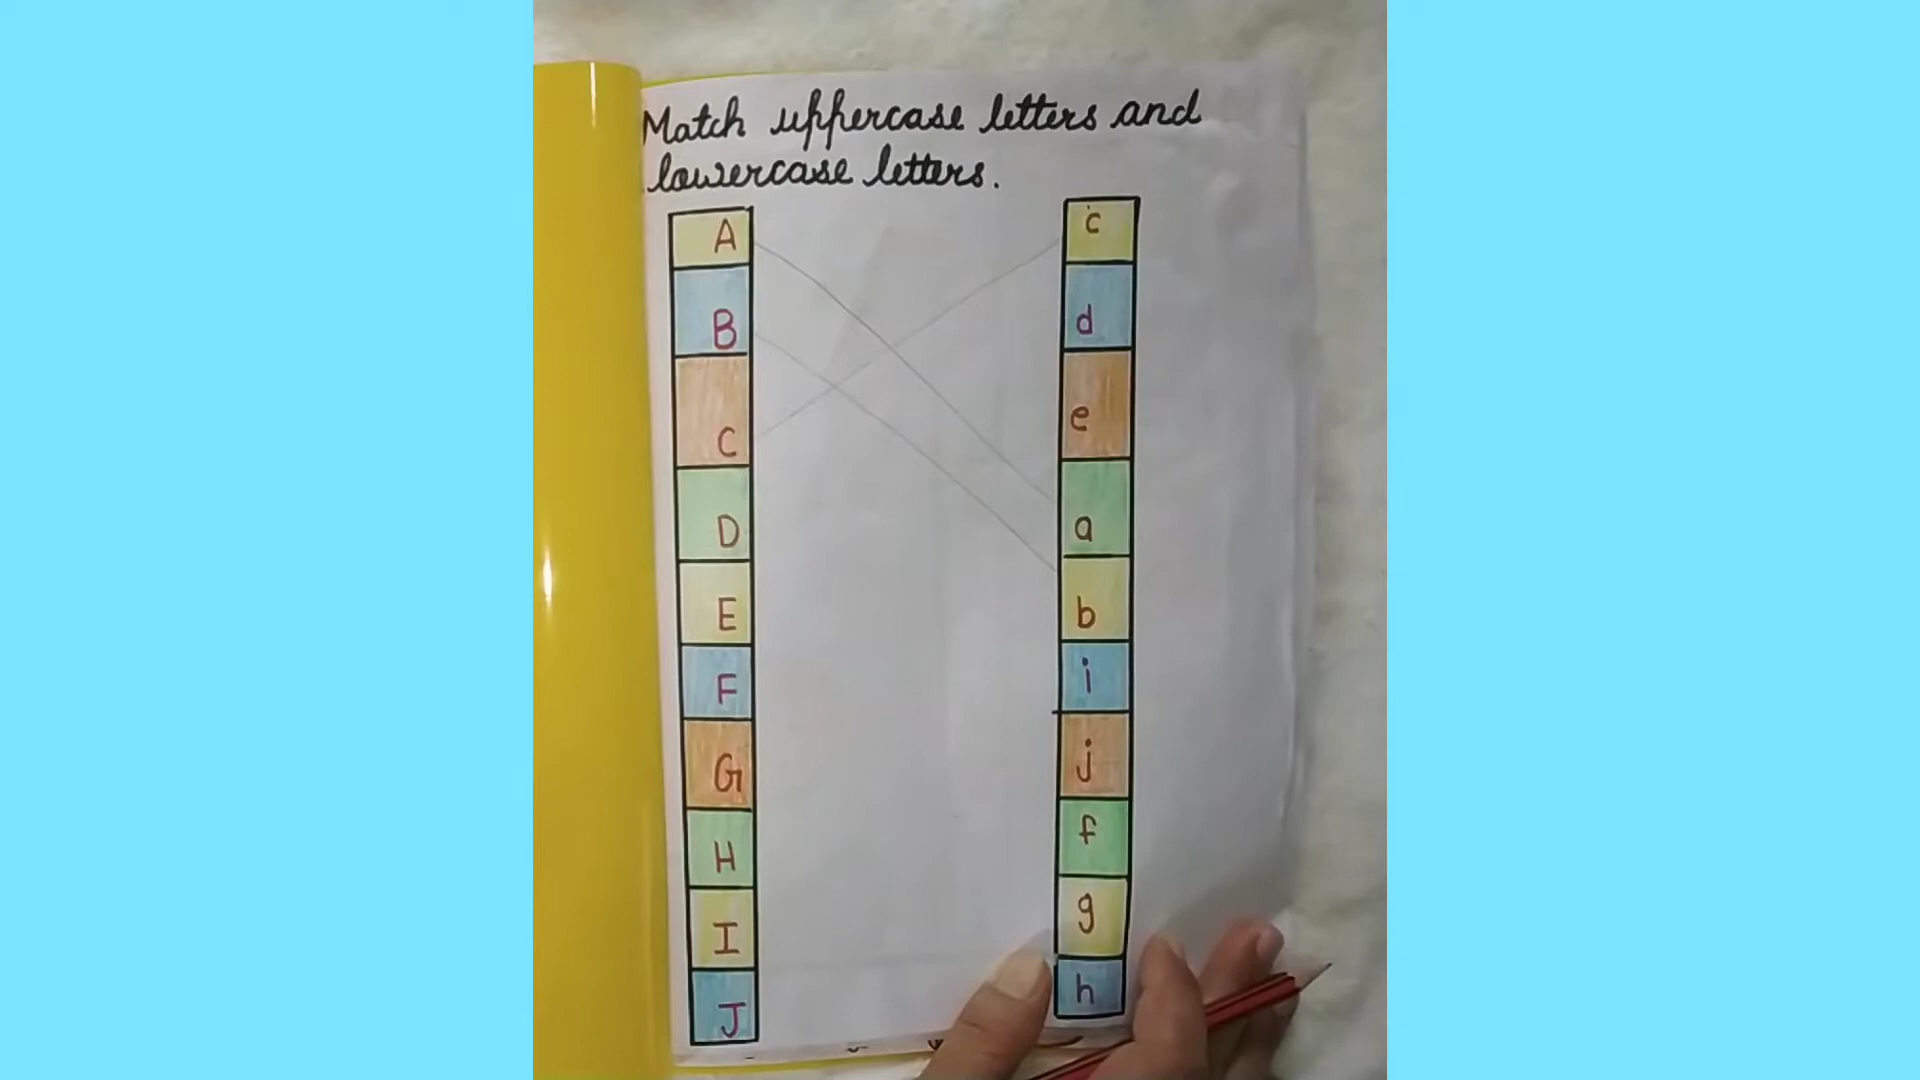 Match uppercase letters and
lowercase letters.
A c
B d
C e
D a
E b
F i
G j
H f
I g
J h